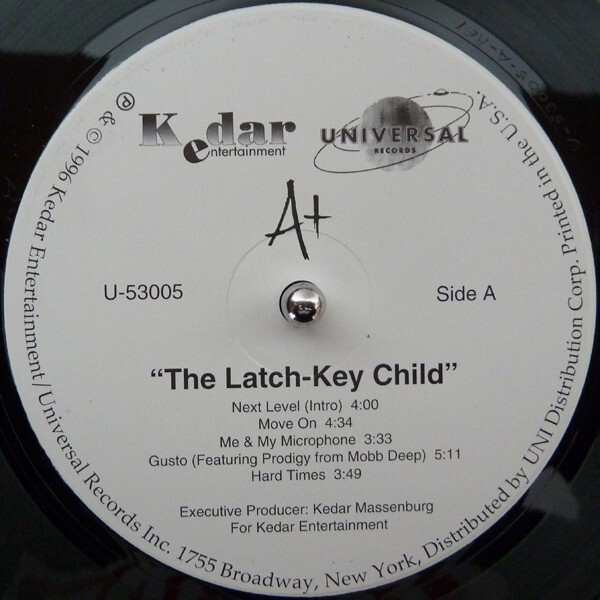 Kedar
entertainment
UNIVERSAL
RECORDS
A+
U-53005
Side A
“The Latch-Key Child”
Next Level (Intro) 4:00
Move On 4:34
Me & My Microphone 3:33
Gusto (Featuring Prodigy from Mobb Deep) 5:11
Hard Times 3:49
Executive Producer: Kedar Massenburg
For Kedar Entertainment
℗ & © 1996 Kedar Entertainment/Universal Records Inc. 1755 Broadway, New York, Distributed by UNI Distribution Corp. Printed in the U.S.A.